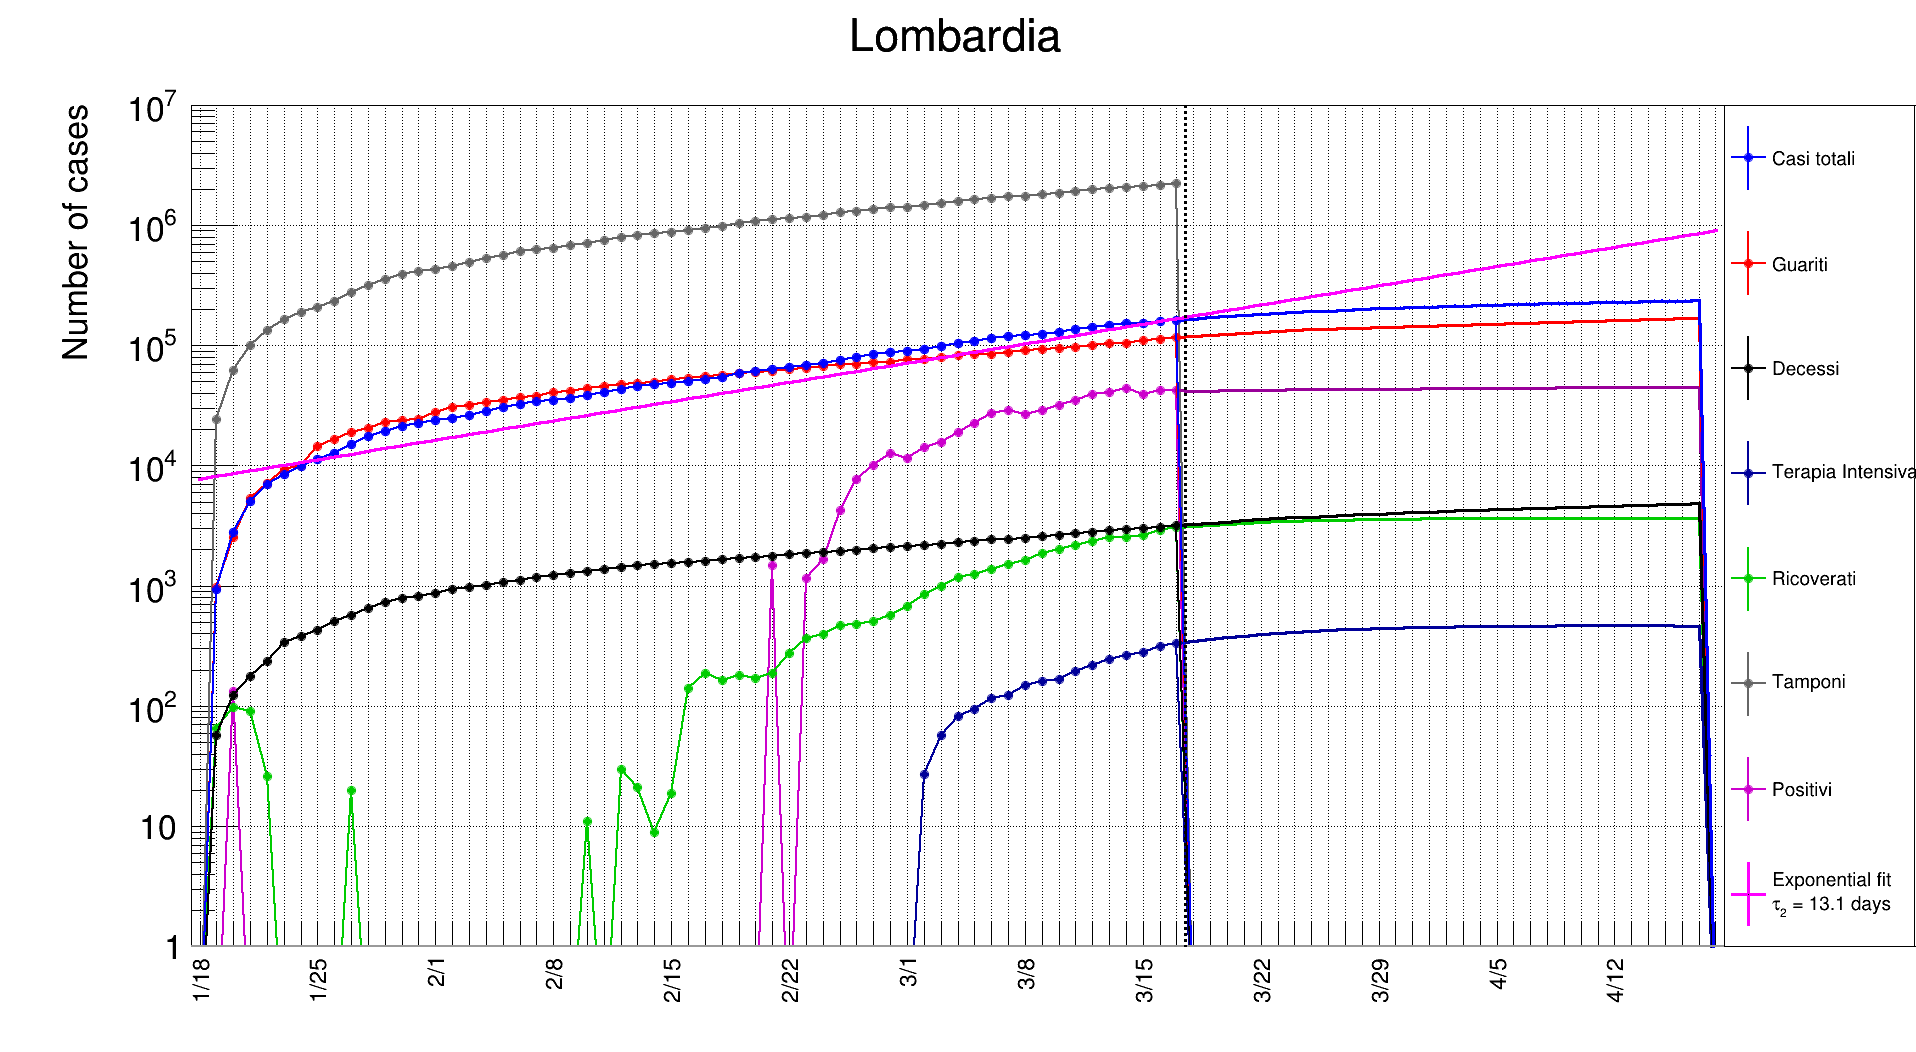 Lombardia
Number of cases
10^7
10^6
10^5
10^4
10^3
10^2
10
1
1/18 1/25 2/1 2/8 2/15 2/22 3/1 3/8 3/15 3/22 3/29 4/5 4/12
Casi totali
Guariti
Decessi
Terapia Intensiva
Ricoverati
Tamponi
Positivi
Exponential fit
τ₂ = 13.1 days